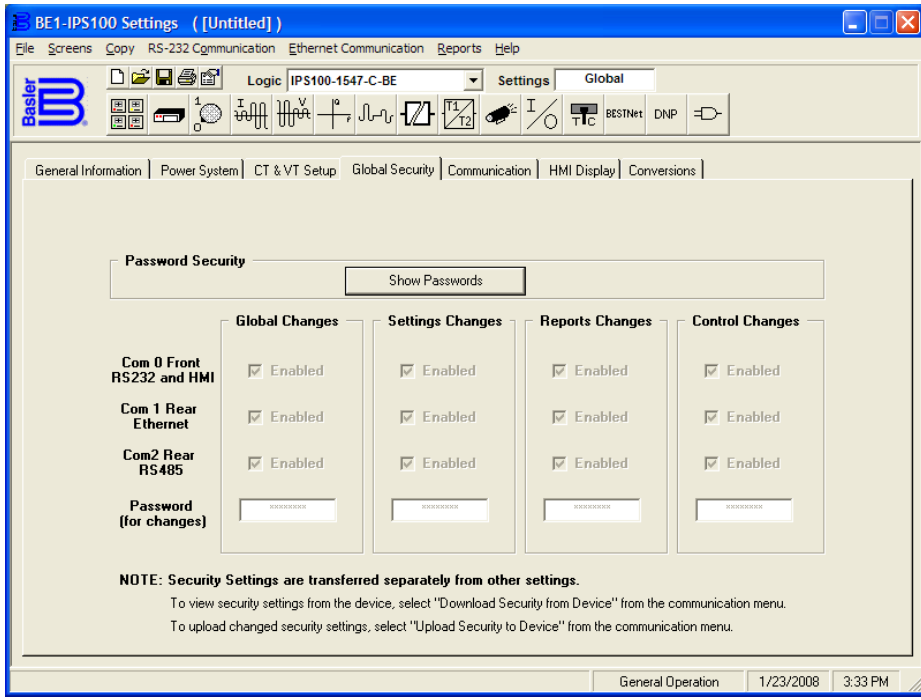 BE1-IPS100 Settings ( [Untitled] )
File Screens Copy RS-232 Communication Ethernet Communication Reports Help
Basler
Logic IPS100-1547-C-BE Settings Global
1 0 I V I F T1 T2 I O T C BESTNet DNP
General Information Power System CT & VT Setup Global Security Communication HMI Display Conversions
Password Security
Show Passwords
Global Changes Settings Changes Reports Changes Control Changes
Com 0 Front
RS232 and HMI Enabled Enabled Enabled Enabled
Com 1 Rear
Ethernet Enabled Enabled Enabled Enabled
Com2 Rear
RS485 Enabled Enabled Enabled Enabled
Password
(for changes) ******** ******** ******** ********
NOTE: Security Settings are transferred separately from other settings.
To view security settings from the device, select "Download Security from Device" from the communication menu.
To upload changed security settings, select "Upload Security to Device" from the communication menu.
General Operation 1/23/2008 3:33 PM